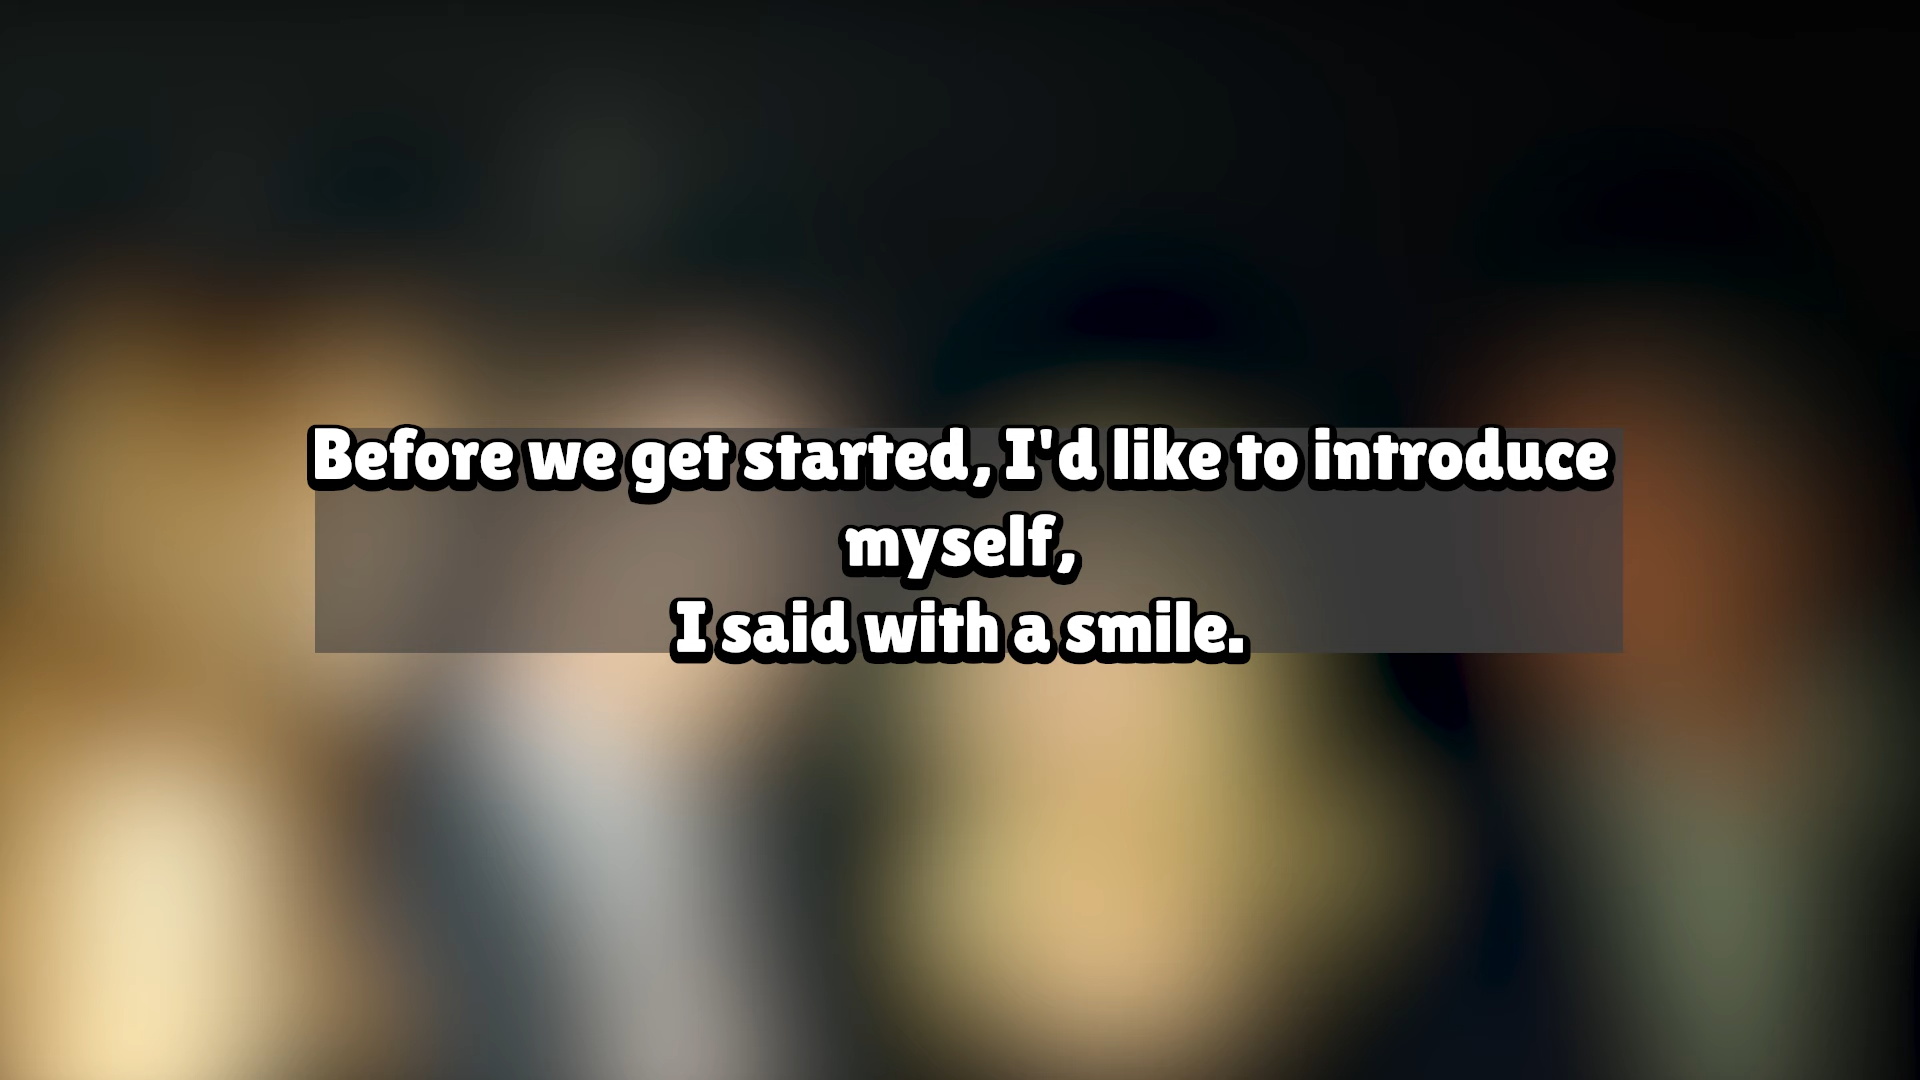 Before we get started, I'd like to introduce
myself,
I said with a smile.